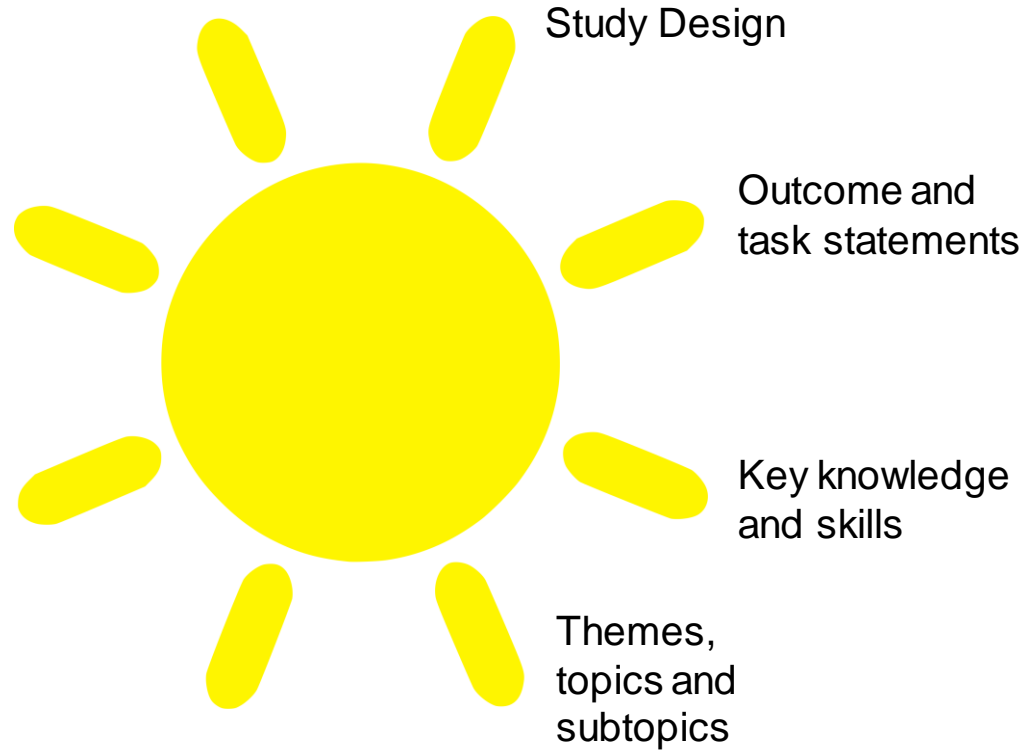 Study Design
Outcome and
task statements
Key knowledge
and skills
Themes,
topics and
subtopics